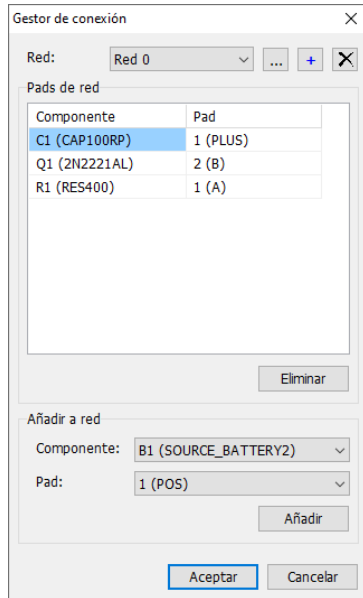 Gestor de conexión
Red: Red 0 ... +
Pads de red
Componente Pad
C1 (CAP100RP) 1 (PLUS)
Q1 (2N2221AL) 2 (B)
R1 (RES400) 1 (A)
Eliminar
Añadir a red
Componente: B1 (SOURCE_BATTERY2)
Pad: 1 (POS)
Añadir
Aceptar Cancelar